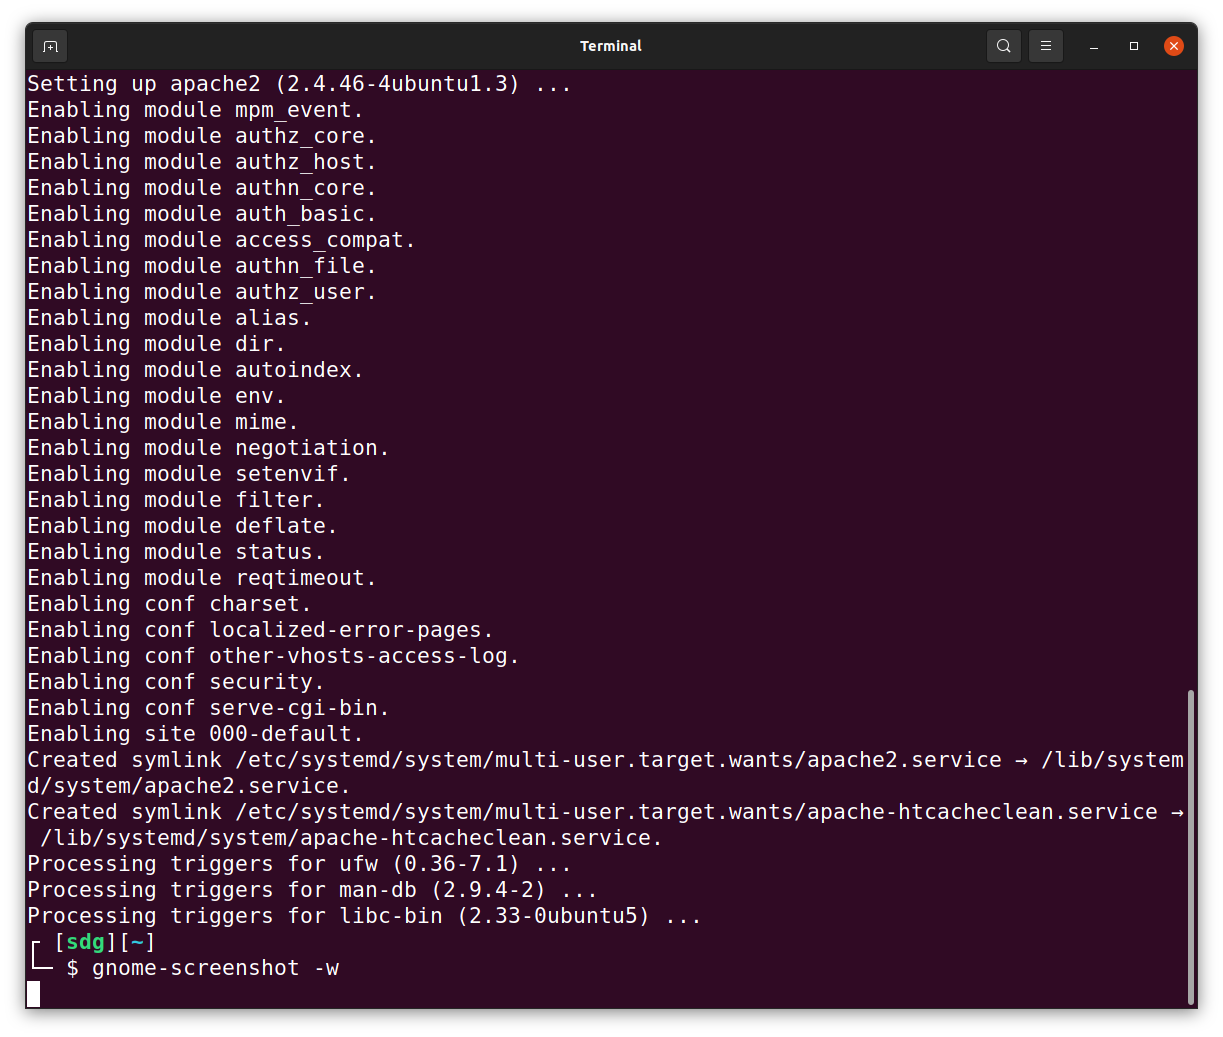 Terminal
Setting up apache2 (2.4.46-4ubuntu1.3) ...
Enabling module mpm_event.
Enabling module authz_core.
Enabling module authz_host.
Enabling module authn_core.
Enabling module auth_basic.
Enabling module access_compat.
Enabling module authn_file.
Enabling module authz_user.
Enabling module alias.
Enabling module dir.
Enabling module autoindex.
Enabling module env.
Enabling module mime.
Enabling module negotiation.
Enabling module setenvif.
Enabling module filter.
Enabling module deflate.
Enabling module status.
Enabling module reqtimeout.
Enabling conf charset.
Enabling conf localized-error-pages.
Enabling conf other-vhosts-access-log.
Enabling conf security.
Enabling conf serve-cgi-bin.
Enabling site 000-default.
Created symlink /etc/systemd/system/multi-user.target.wants/apache2.service → /lib/system
d/system/apache2.service.
Created symlink /etc/systemd/system/multi-user.target.wants/apache-htcacheclean.service →
 /lib/systemd/system/apache-htcacheclean.service.
Processing triggers for ufw (0.36-7.1) ...
Processing triggers for man-db (2.9.4-2) ...
Processing triggers for libc-bin (2.33-0ubuntu5) ...
┌ [sdg][~]
└─ $ gnome-screenshot -w